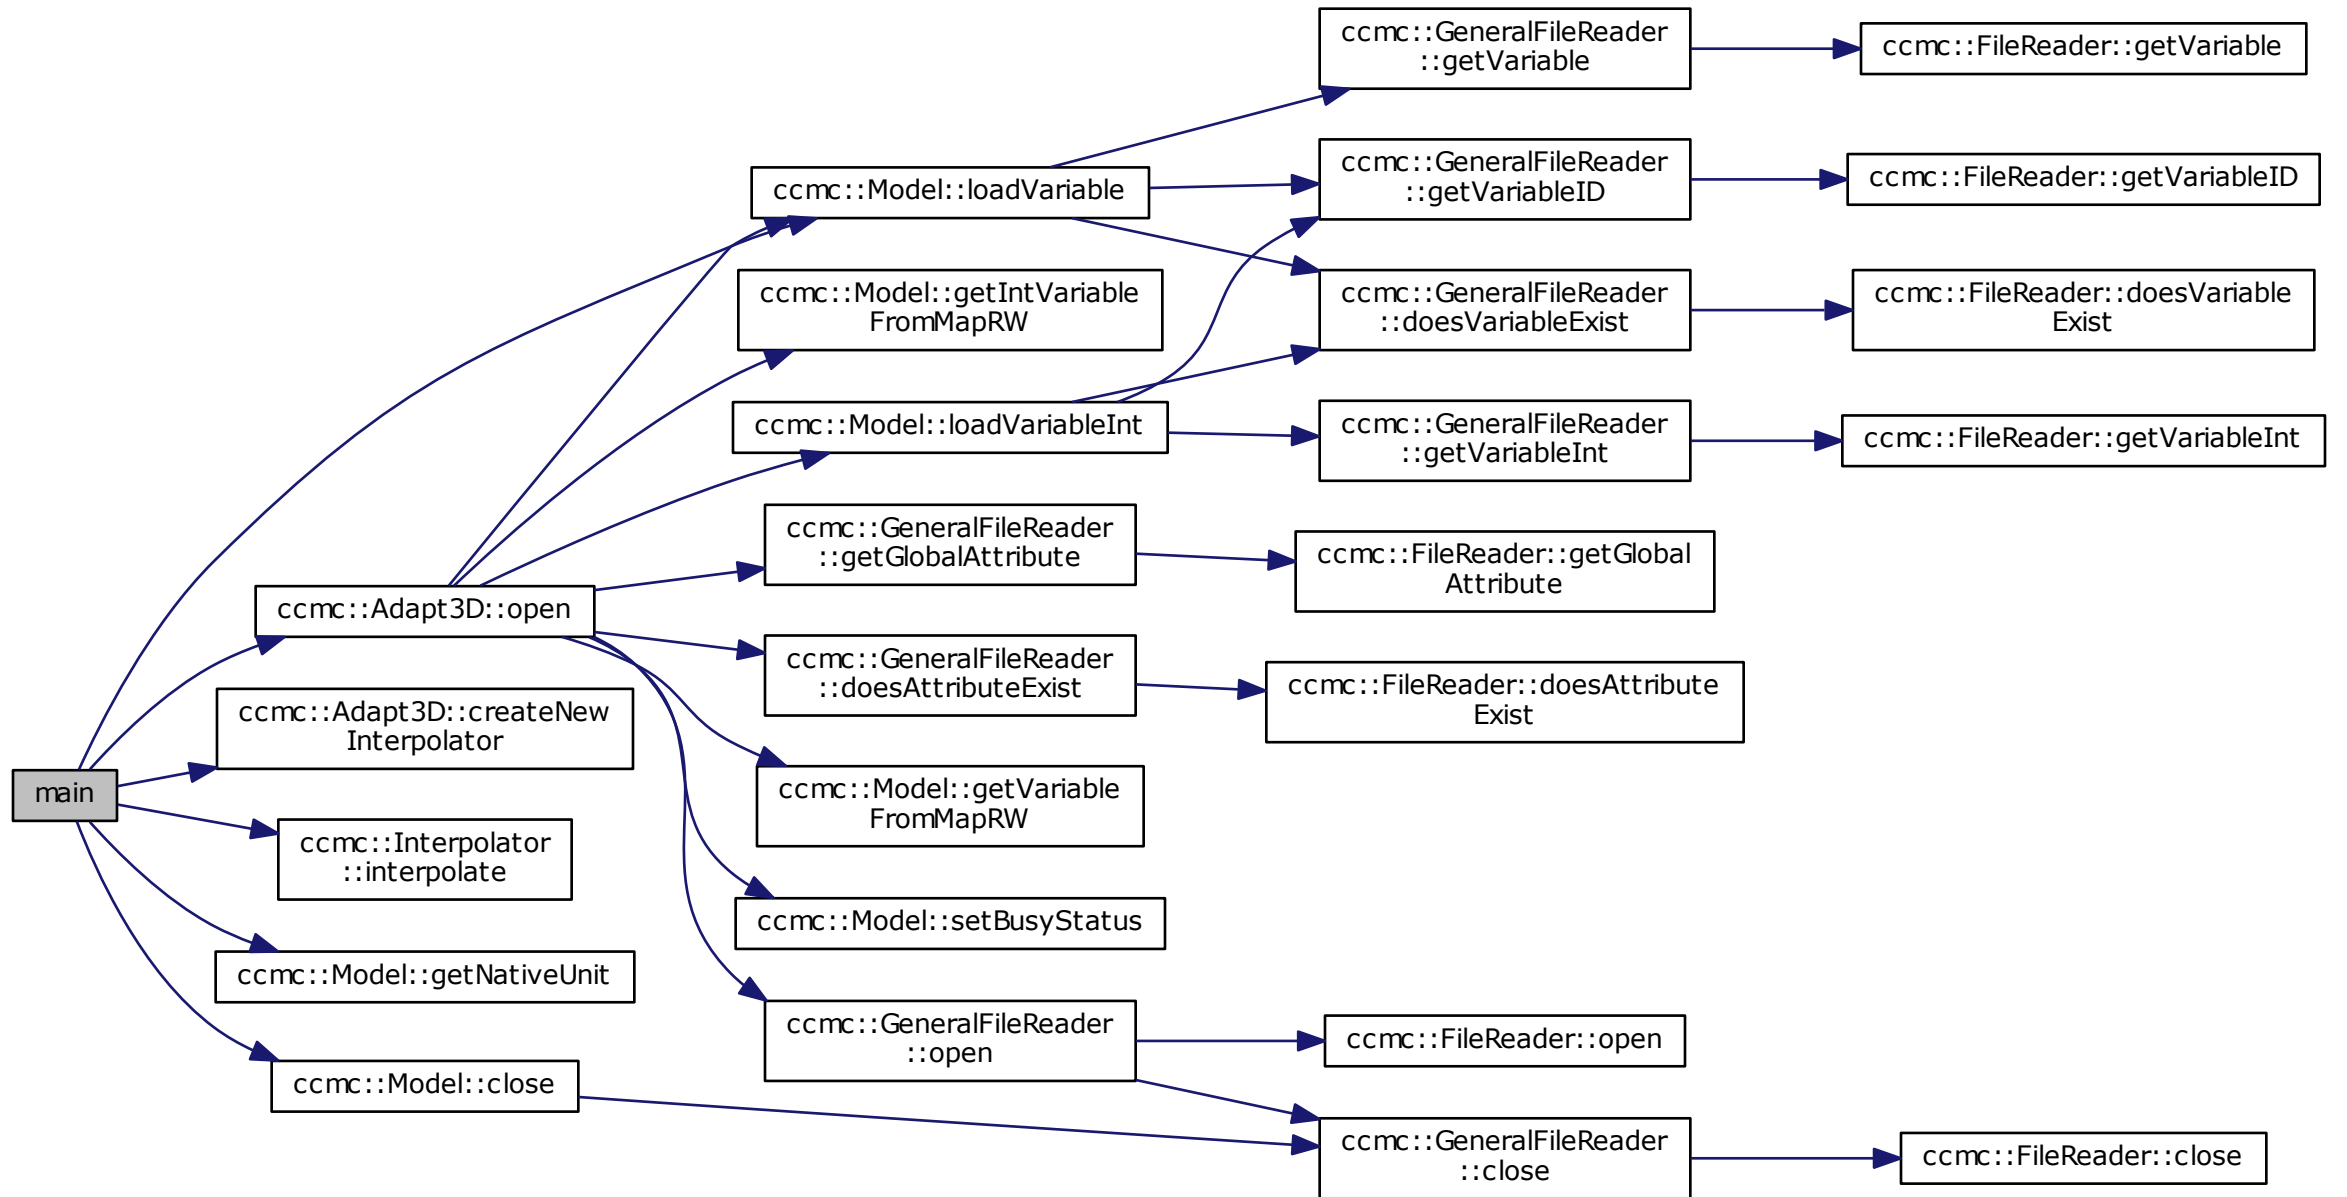 main
ccmc::Adapt3D::open
ccmc::Adapt3D::createNew
Interpolator
ccmc::Interpolator
::interpolate
ccmc::Model::getNativeUnit
ccmc::Model::close
ccmc::Model::loadVariable
ccmc::Model::getIntVariable
FromMapRW
ccmc::Model::loadVariableInt
ccmc::GeneralFileReader
::getGlobalAttribute
ccmc::GeneralFileReader
::doesAttributeExist
ccmc::Model::getVariable
FromMapRW
ccmc::Model::setBusyStatus
ccmc::GeneralFileReader
::open
ccmc::GeneralFileReader
::getVariable
ccmc::GeneralFileReader
::getVariableID
ccmc::GeneralFileReader
::doesVariableExist
ccmc::GeneralFileReader
::getVariableInt
ccmc::FileReader::getGlobal
Attribute
ccmc::FileReader::doesAttribute
Exist
ccmc::FileReader::open
ccmc::GeneralFileReader
::close
ccmc::FileReader::getVariable
ccmc::FileReader::getVariableID
ccmc::FileReader::doesVariable
Exist
ccmc::FileReader::getVariableInt
ccmc::FileReader::close